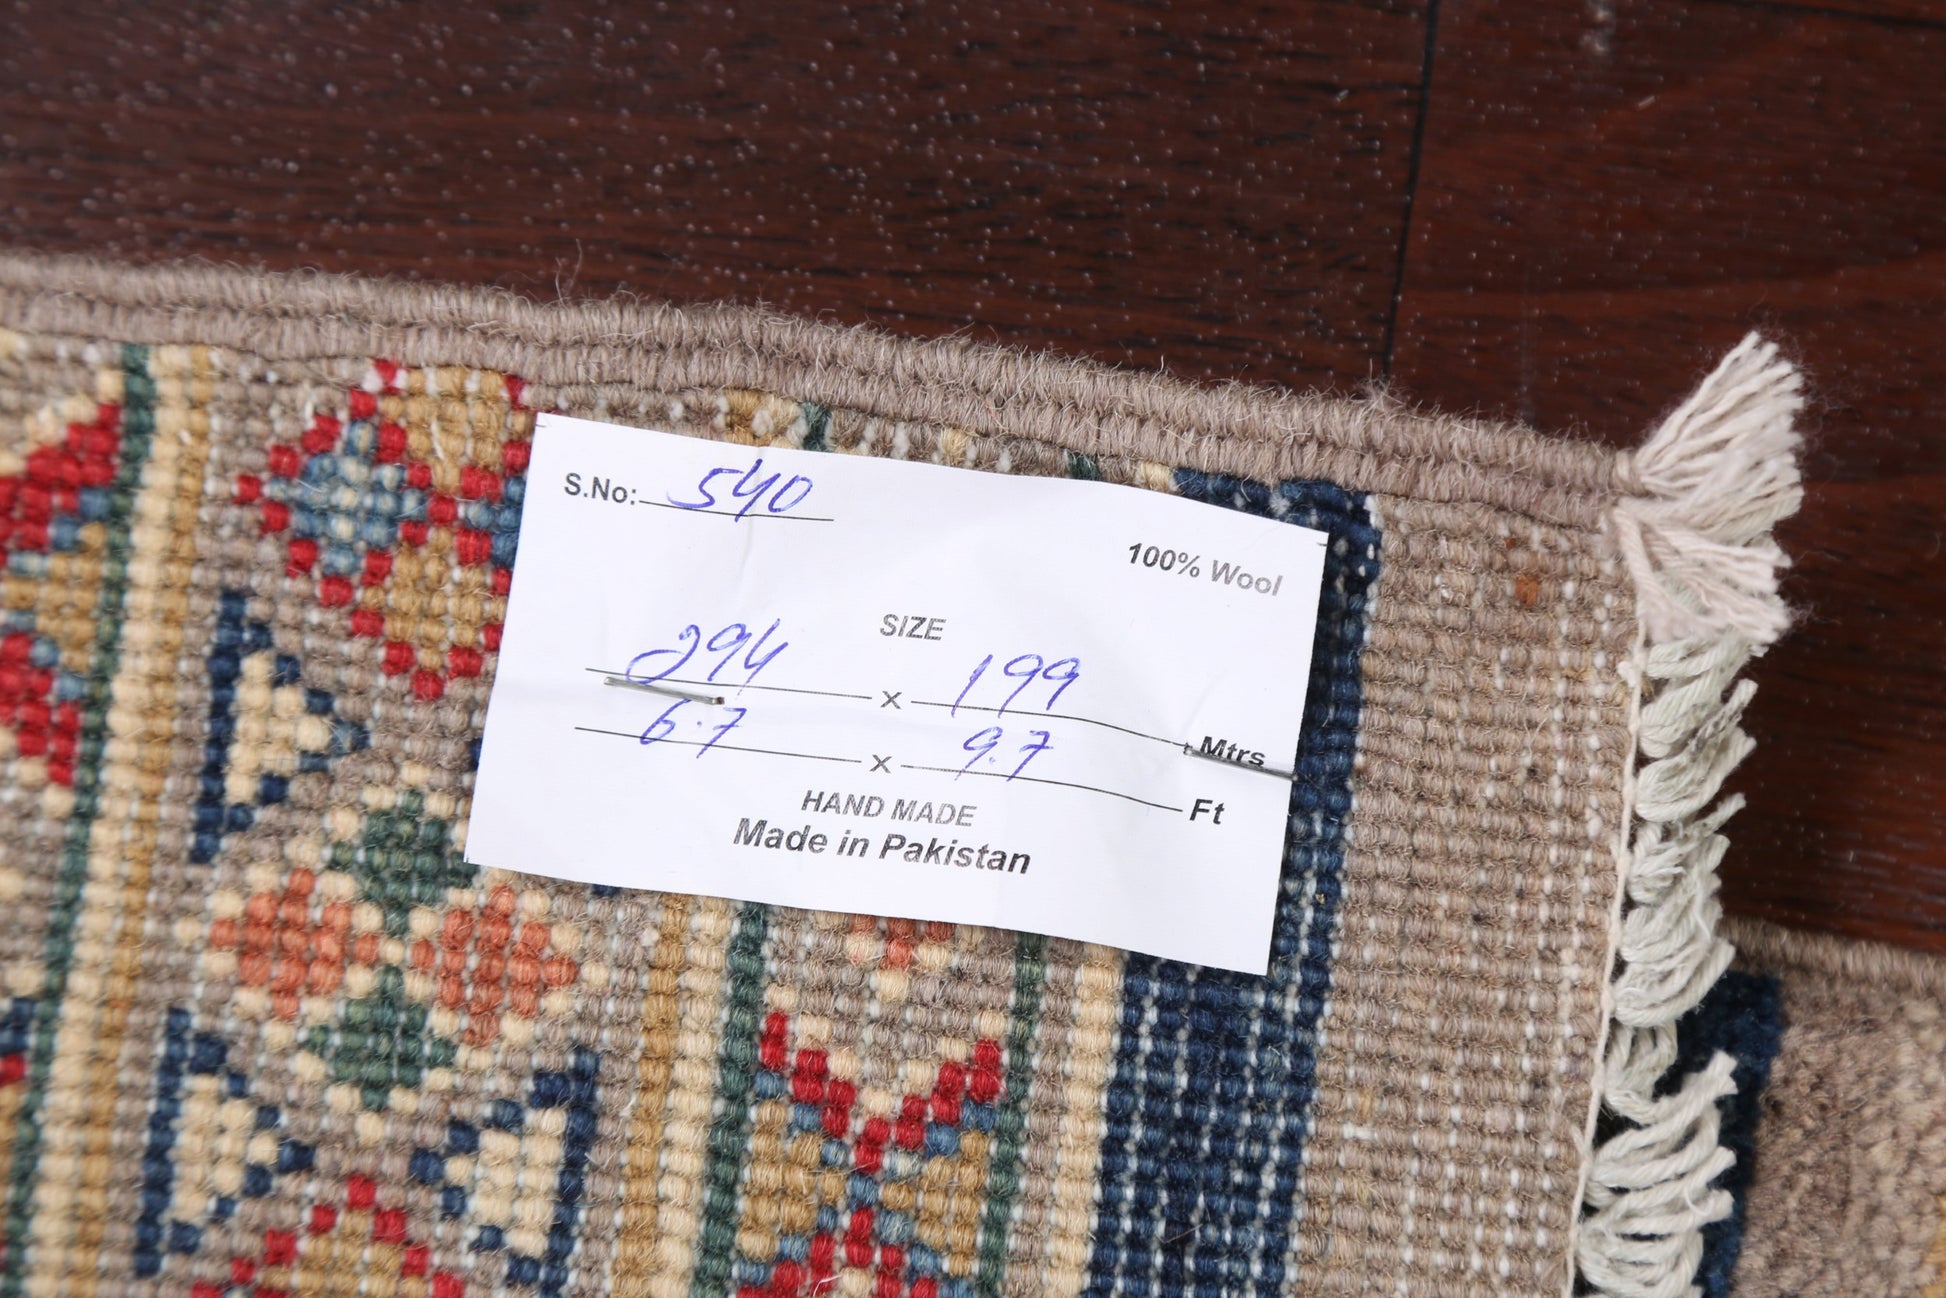 S.No: 540
100% Wool
SIZE
294 x 199 Mtrs
6.7 x 9.7 Ft
HAND MADE
Made in Pakistan